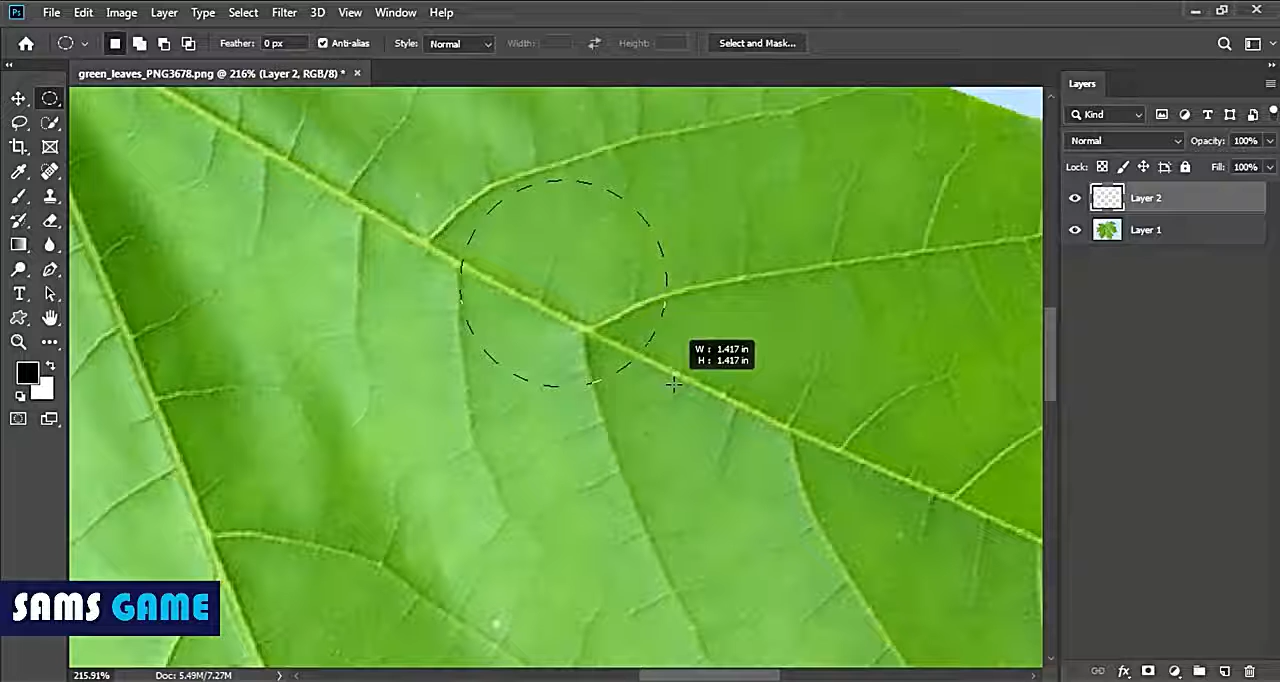 Ps File Edit Image Layer Type Select Filter 3D View Window Help
Feather: 0 px Anti-alias Style: Normal Width: Height: Select and Mask...
green_leaves_PNG3678.png @ 216% (Layer 2, RGB/8) * ×
Layers
Kind
Normal Opacity: 100%
Lock: Fill: 100%
Layer 2
Layer 1
W : 1.417 in
H : 1.417 in
SAMS GAME
215.91% Doc: 5.49M/7.27M